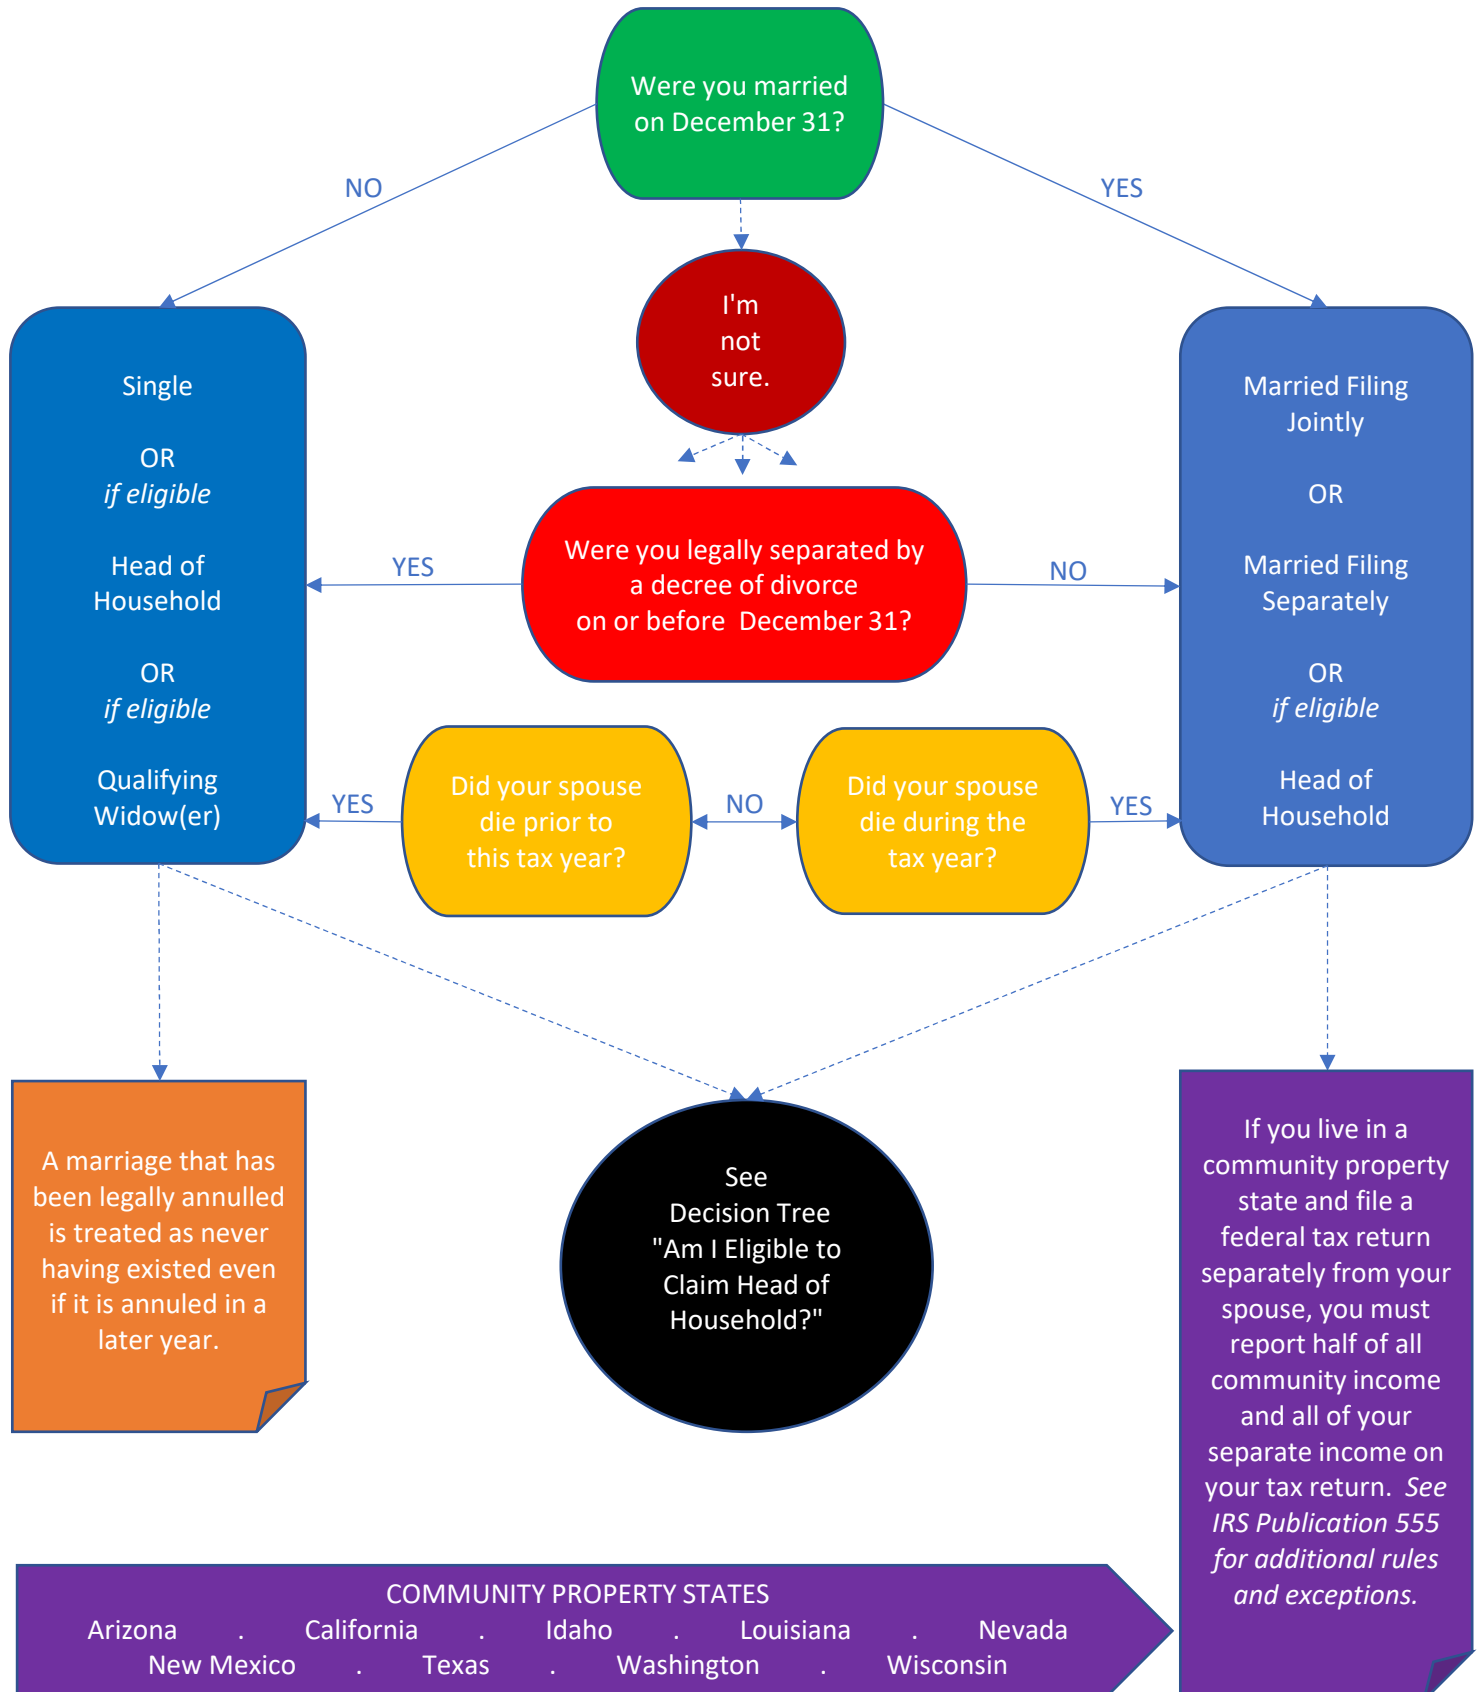 Were you married
on December 31?
NO
YES
I'm
not
sure.
Single
OR
if eligible
Head of
Household
OR
if eligible
Qualifying
Widow(er)
Married Filing
Jointly
OR
Married Filing
Separately
OR
if eligible
Head of
Household
YES
Were you legally separated by
a decree of divorce
on or before December 31?
NO
YES
Did your spouse
die prior to
this tax year?
NO
Did your spouse
die during the
tax year?
YES
A marriage that has
been legally annulled
is treated as never
having existed even
if it is annuled in a
later year.
See
Decision Tree
"Am I Eligible to
Claim Head of
Household?"
If you live in a
community property
state and file a
federal tax return
separately from your
spouse, you must
report half of all
community income
and all of your
separate income on
your tax return. See
IRS Publication 555
for additional rules
and exceptions.
COMMUNITY PROPERTY STATES
Arizona . California . Idaho . Louisiana . Nevada
New Mexico . Texas . Washington . Wisconsin